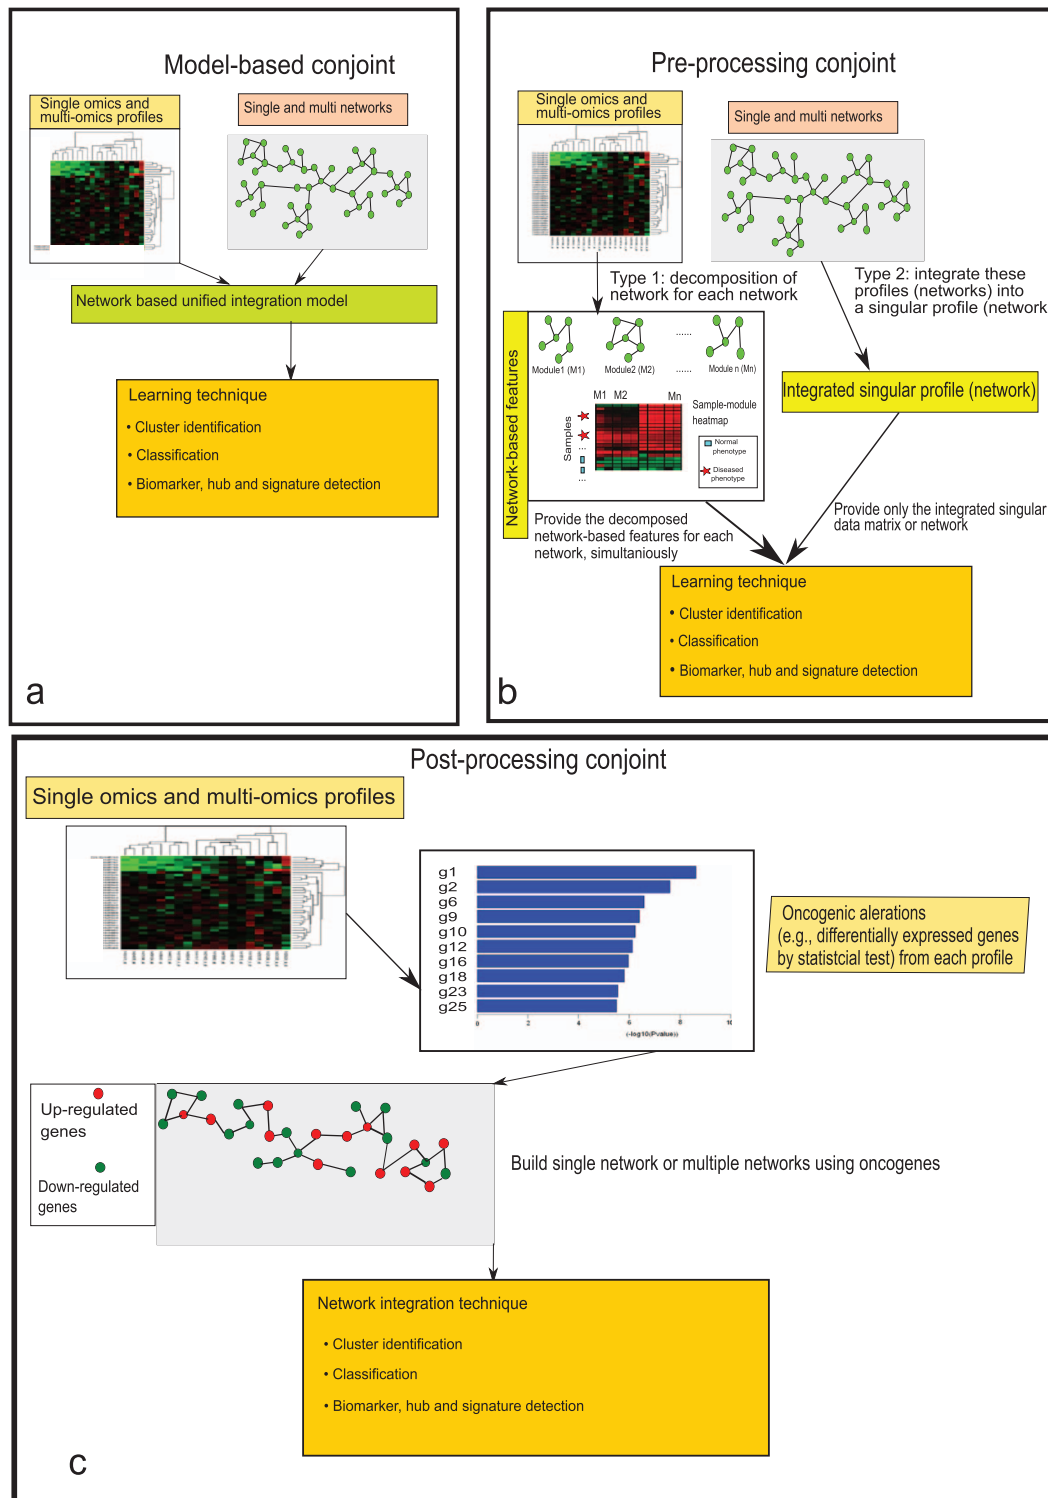 Model-based conjoint
Single omics and
multi-omics profiles
Single and multi networks
Network based unified integration model
Learning technique
• Cluster identification
• Classification
• Biomarker, hub and signature detection
a
Pre-processing conjoint
Single omics and
multi-omics profiles
Single and multi networks
Type 1: decomposition of
network for each network
Type 2: integrate these
profiles (networks) into
a singular profile (network
Network-based features
Module1 (M1)
Module2 (M2)
......
......
Module n (Mn)
M1 M2 Mn
Samples
...
...
Sample-module
heatmap
Normal
phenotype
Diseased
phenotype
Integrated singular profile (network)
Provide the decomposed
network-based features for each
network, simultaniously
Provide only the integrated singular
data matrix or network
Learning technique
• Cluster identification
• Classification
• Biomarker, hub and signature detection
b
Post-processing conjoint
Single omics and multi-omics profiles
g1
g2
g6
g9
g10
g12
g16
g18
g23
g25
0 2 4 6 8 10
(-log10(Pvalue))
Oncogenic alerations
(e.g., differentially expressed genes
by statistcial test) from each profile
Up-regulated
genes
Down-regulated
genes
Build single network or multiple networks using oncogenes
Network integration technique
• Cluster identification
• Classification
• Biomarker, hub and signature detection
c